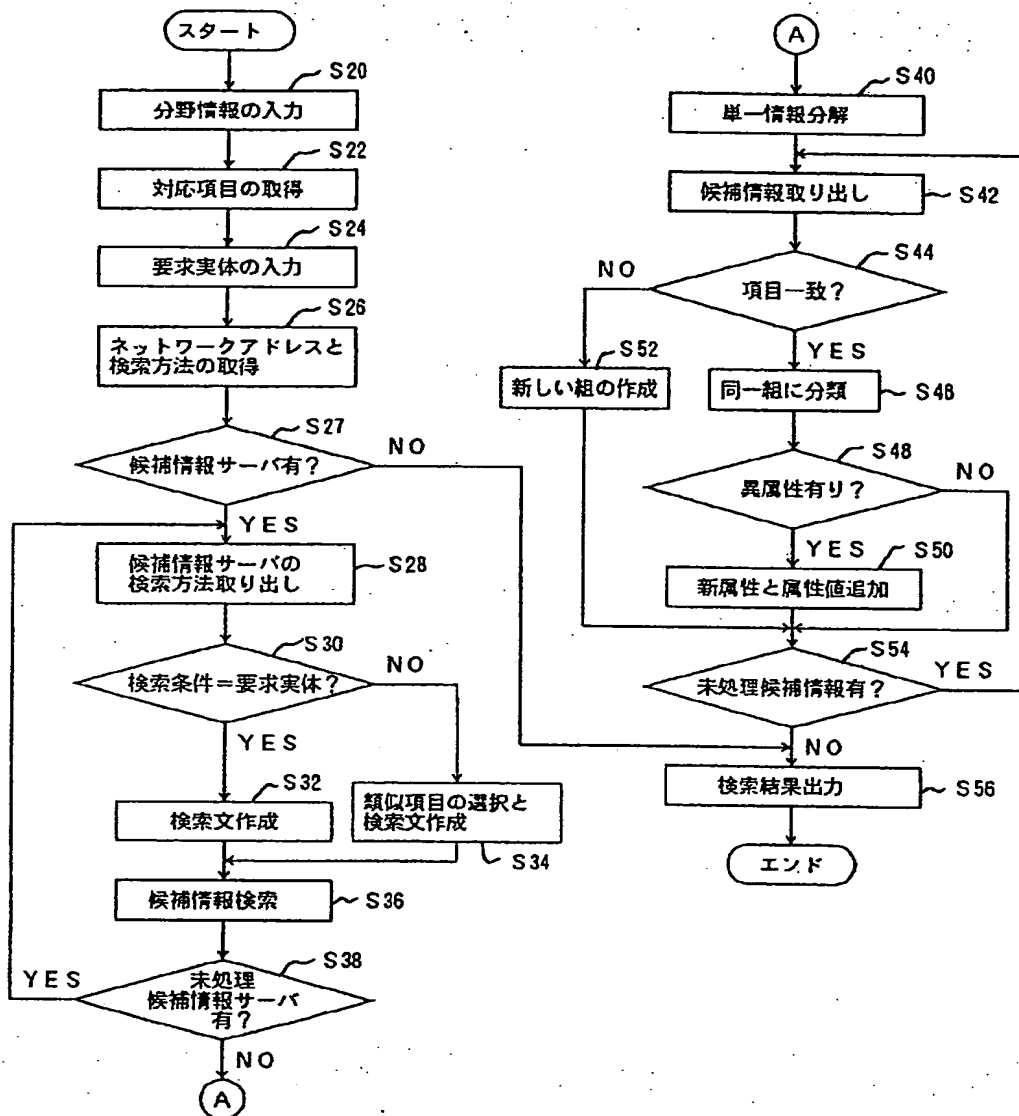 スタート
S20
分野情報の入力
S22
対応項目の取得
S24
要求実体の入力
S26
ネットワークアドレスと
検索方法の取得
S27
候補情報サーバ有?
NO
YES
候補情報サーバの
検索方法取り出し
S28
S30
検索条件=要求実体?
NO
YES
S32
検索文作成
類似項目の選択と
検索文作成
S34
候補情報検索
S36
S38
未処理
候補情報サーバ
有?
YES
NO
A
A
S40
単一情報分解
候補情報取り出し
S42
S44
項目一致?
NO
YES
S52
新しい組の作成
同一組に分類
S46
S48
異属性有り?
NO
YES
S50
新属性と属性値追加
S54
未処理候補情報有?
YES
NO
検索結果出力
S56
エンド